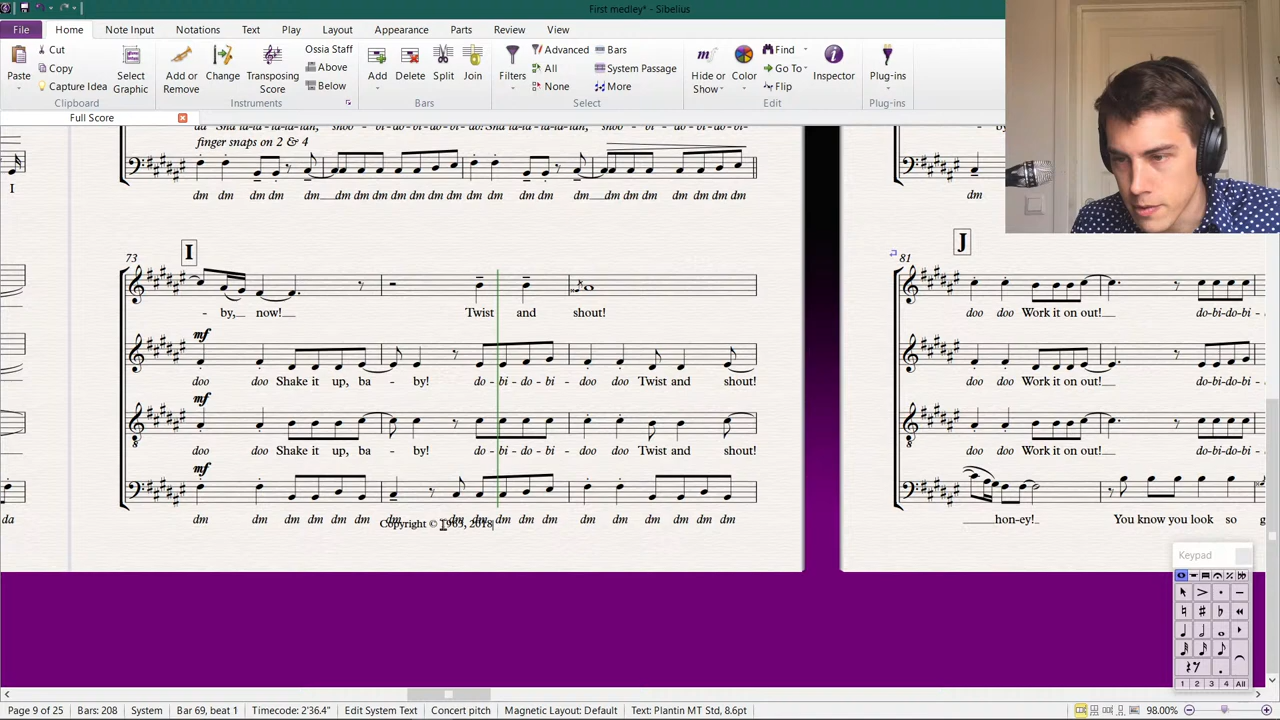 First medley* - Sibelius
File Home Note Input Notations Text Play Layout Appearance Parts Review View
Paste
Cut
Copy
Capture Idea
Select Graphic
Clipboard
Add or Remove
Change
Transposing Score
Ossia Staff
Above
Below
Instruments
Add
Delete
Split
Join
Bars
Filters
Advanced
All
None
Bars
System Passage
More
Select
Hide or Show
Color
Find
Go To
Flip
Inspector
Edit
Plug-ins
Plug-ins
Full Score
finger snaps on 2 & 4
dm dm dm dm dm dm dm dm dm dm dm dm dm dm dm dm dm
dm
I
73
I
- by, now! Twist and shout!
mf
doo doo Shake it up, ba - by! do - bi - do - bi - doo doo Twist and shout!
mf
doo doo Shake it up, ba - by! do - bi - do - bi - doo doo Twist and shout!
mf
da
dm dm dm dm dm dm dm dm dm dm dm dm dm dm dm dm dm
Copyright © 1963, 2018
81
J
doo doo Work it on out! do-bi-do-bi-
doo doo Work it on out! do-bi-do-bi-
doo doo Work it on out! do-bi-do-bi-
hon-ey! You know you look so g
Keypad
1 2 3 4 All
Page 9 of 25 Bars: 208 System Bar 69, beat 1 Timecode: 2'36.4" Edit System Text Concert pitch Magnetic Layout: Default Text: Plantin MT Std, 8.6pt 98.00%